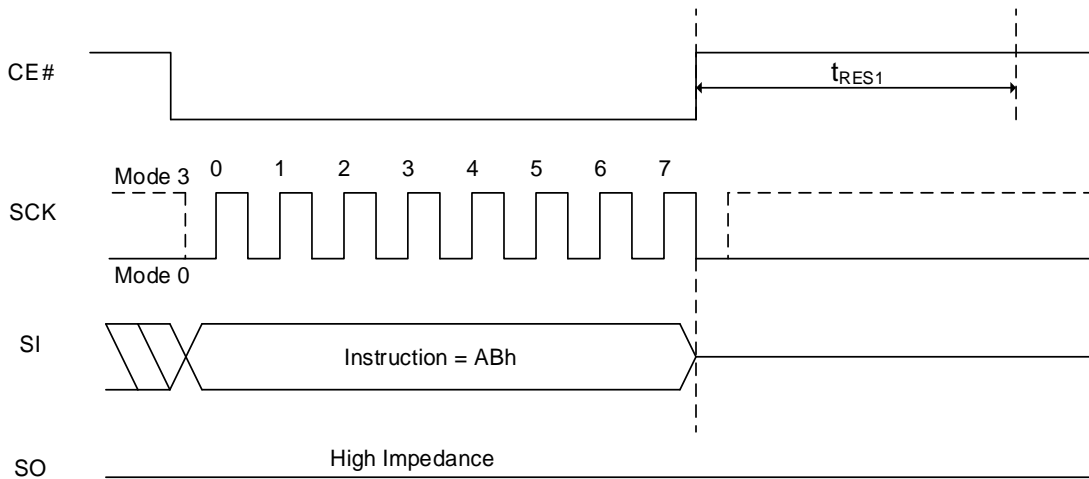 CE#
tRES1
Mode 3
0 1 2 3 4 5 6 7
SCK
Mode 0
SI
Instruction = ABh
High Impedance
SO